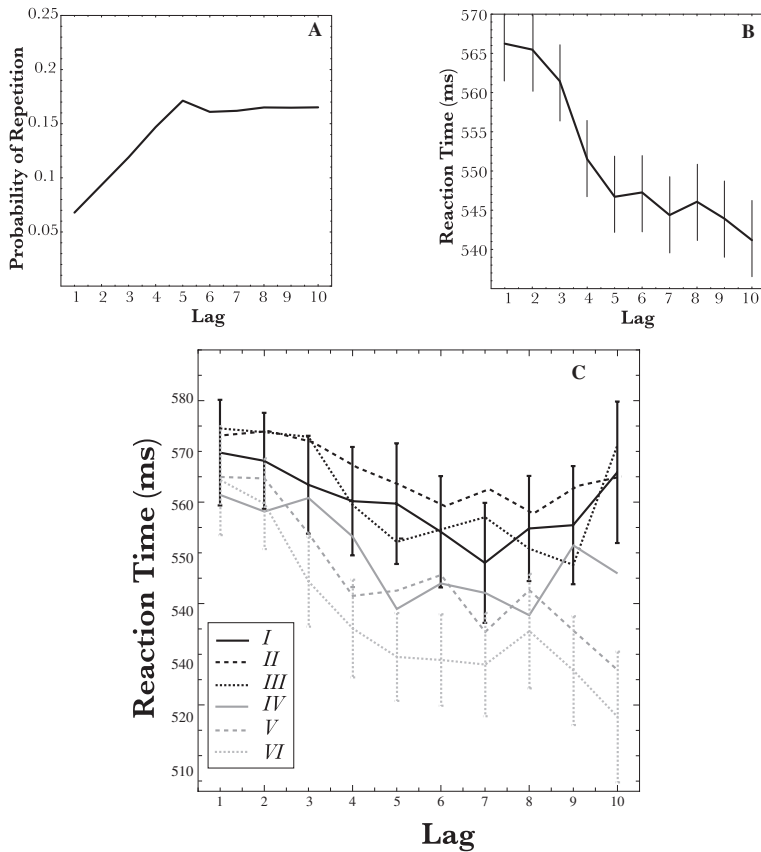 A
0.25
0.2
0.15
0.1
0.05
Probability of Repetition
1 2 3 4 5 6 7 8 9 10
Lag
B
570
565
560
555
550
545
540
Reaction Time (ms)
1 2 3 4 5 6 7 8 9 10
Lag
C
580
570
560
550
540
540
520
510
Reaction Time (ms)
I
II
III
IV
V
VI
1 2 3 4 5 6 7 8 9 10
Lag